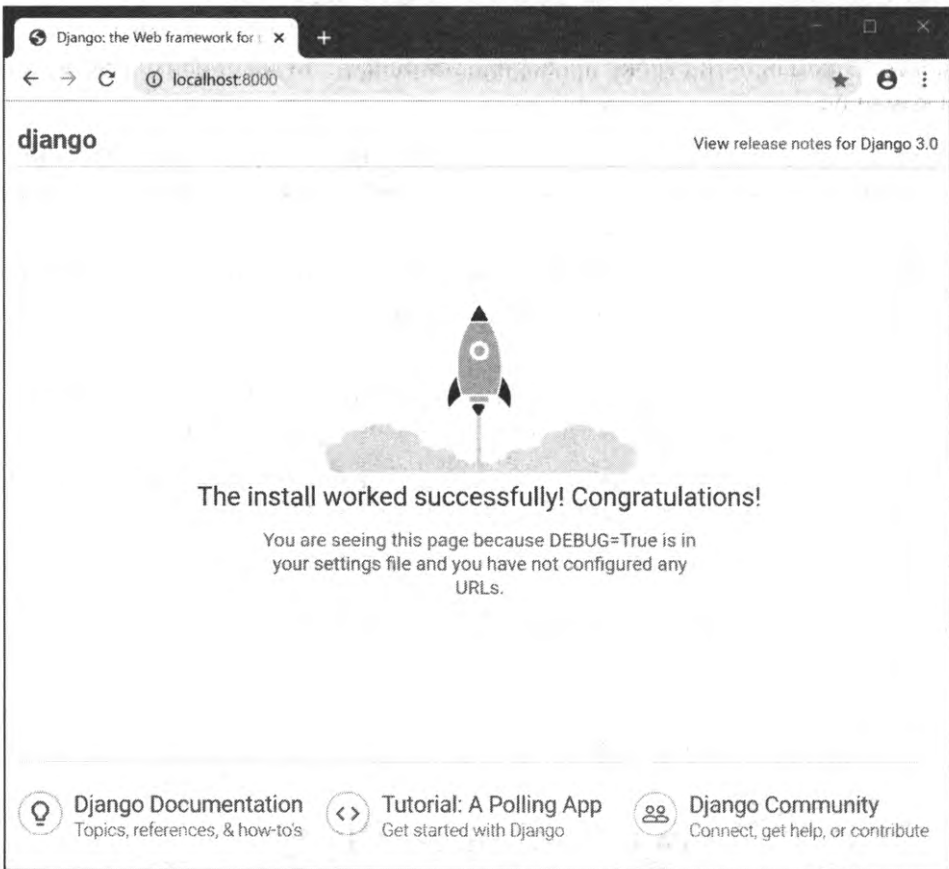 Django: the Web framework for
localhost:8000
django
View release notes for Django 3.0
The install worked successfully! Congratulations!
You are seeing this page because DEBUG=True is in
your settings file and you have not configured any
URLs.
Django Documentation
Topics, references, & how-to's
Tutorial: A Polling App
Get started with Django
Django Community
Connect, get help, or contribute